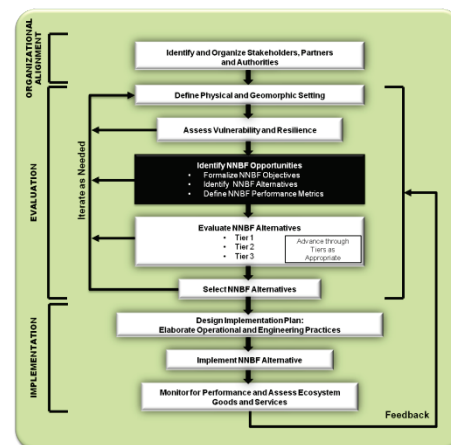 ORGANIZATIONAL
ALIGNMENT
Identify and Organize Stakeholders, Partners
and Authorities
EVALUATION
Iterate as Needed
Define Physical and Geomorphic Setting
Assess Vulnerability and Resilience
Identify NNBF Opportunities
• Formalize NNBF Objectives
• Identify NNBF Alternatives
• Define NNBF Performance Metrics
Evaluate NNBF Alternatives
• Tier 1
• Tier 2
• Tier 3
Advance through
Tiers as
Appropriate
Select NNBF Alternatives
IMPLEMENTATION
Design Implementation Plan:
Elaborate Operational and Engineering Practices
Implement NNBF Alternative
Monitor for Performance and Assess Ecosystem
Goods and Services
Feedback